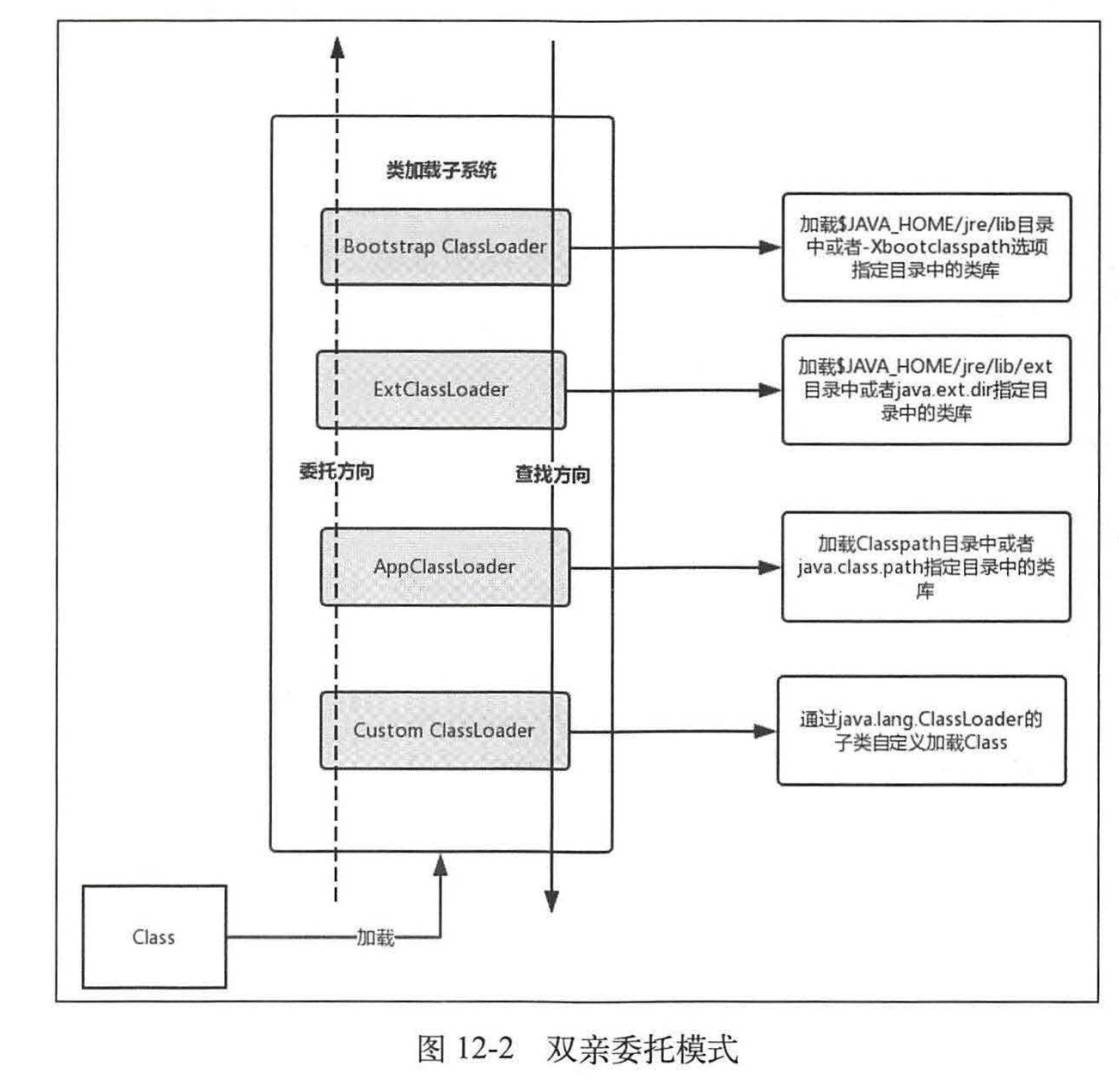 类加载子系统
Bootstrap ClassLoader
加载$JAVA_HOME/jre/lib目录
中或者-Xbootclasspath选项
指定目录中的类库
ExtClassLoader
加载$JAVA_HOME/jre/lib/ext
目录中或者java.ext.dir指定目
录中的类库
委托方向
查找方向
AppClassLoader
加载Classpath目录中或者
java.class.path指定目录中的类
库
Custom ClassLoader
通过java.lang.ClassLoader的
子类自定义加载Class
Class
加载
图 12-2 双亲委托模式